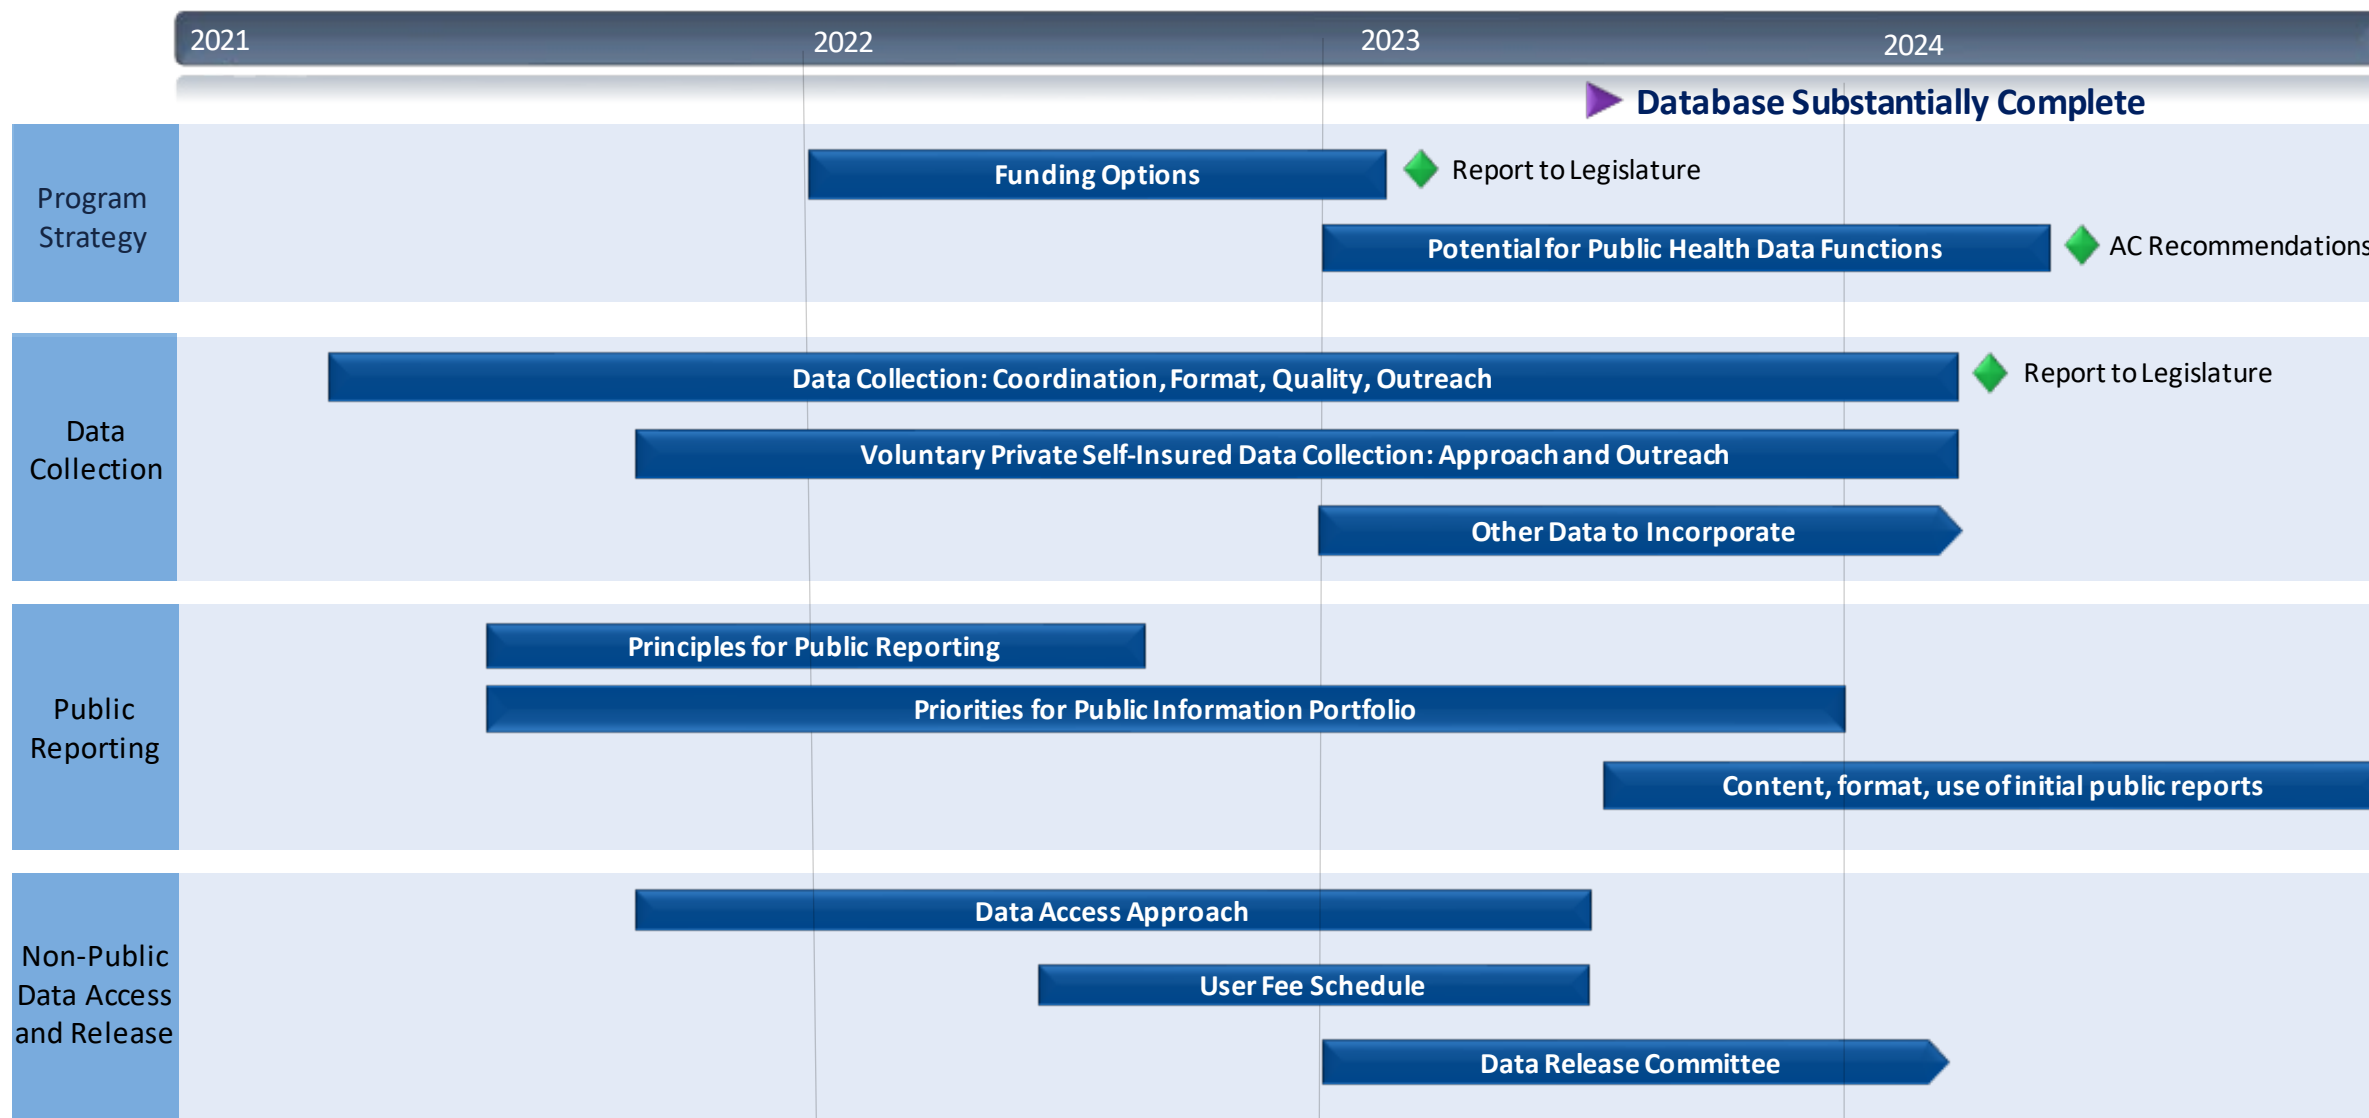 2021
2022
2023
2024
Database Substantially Complete
Program
Strategy
Funding Options
Report to Legislature
Potential for Public Health Data Functions
AC Recommendations
Data
Collection
Data Collection: Coordination, Format, Quality, Outreach
Report to Legislature
Voluntary Private Self-Insured Data Collection: Approach and Outreach
Other Data to Incorporate
Public
Reporting
Principles for Public Reporting
Priorities for Public Information Portfolio
Content, format, use of initial public reports
Non-Public
Data Access
and Release
Data Access Approach
User Fee Schedule
Data Release Committee